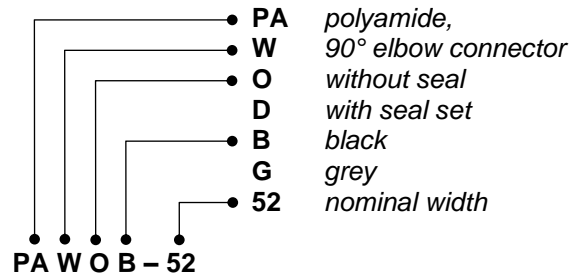 PA polyamide,
W 90° elbow connector
O without seal
D with seal set
B black
G grey
52 nominal width
PA W O B – 52